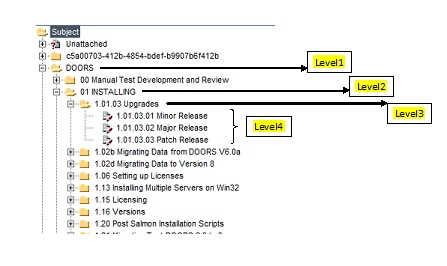 Subject
Unattached
c5a00703-412b-4854-bdef-b9907b6f412b
DOORS
Level1
00 Manual Test Development and Review
01 INSTALLING
Level2
1.01.03 Upgrades
Level3
1.01.03.01 Minor Release
1.01.03.02 Major Release
Level4
1.01.03.03 Patch Release
1.02b Migrating Data from DOORS V6.0a
1.02d Migrating Data to Version 8
1.06 Setting up Licenses
1.13 Installing Multiple Servers on Win32
1.15 Licensing
1.16 Versions
1.20 Post Salmon Installation Scripts